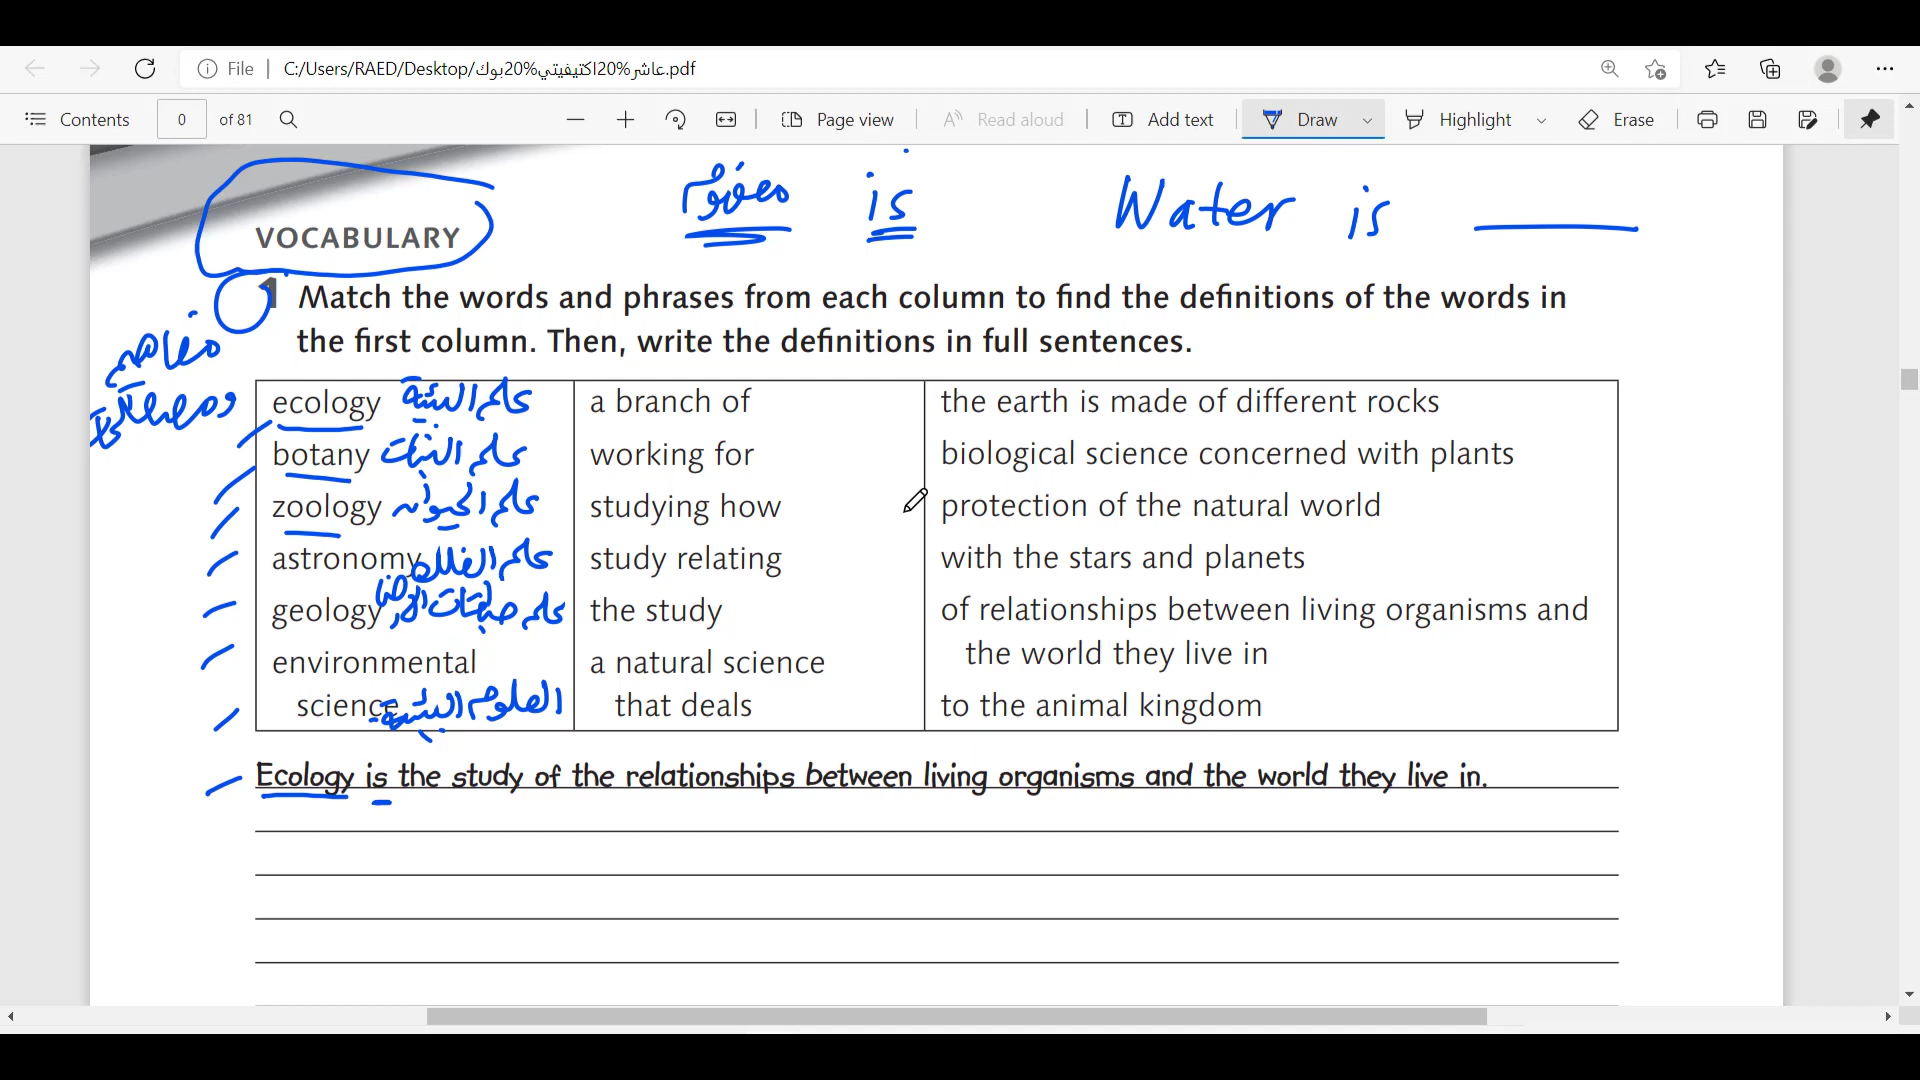 File C:/Users/RAED/Desktop/عاشر%20اكتيفيتي%20بوك.pdf
Contents 0 of 81 Page view Read aloud Add text Draw Highlight Erase
مفهوم is Water is
VOCABULARY
1 Match the words and phrases from each column to find the definitions of the words in
the first column. Then, write the definitions in full sentences.
مفاهيم
ecology علم البيئة a branch of the earth is made of different rocks
botany علم النبات working for biological science concerned with plants
zoology علم الحيوان studying how protection of the natural world
astronomy علم الفلك study relating with the stars and planets
geology علم طبقات الأرض the study of relationships between living organisms and
the world they live in
environmental a natural science
science العلوم البيئية that deals to the animal kingdom
Ecology is the study of the relationships between living organisms and the world they live in.